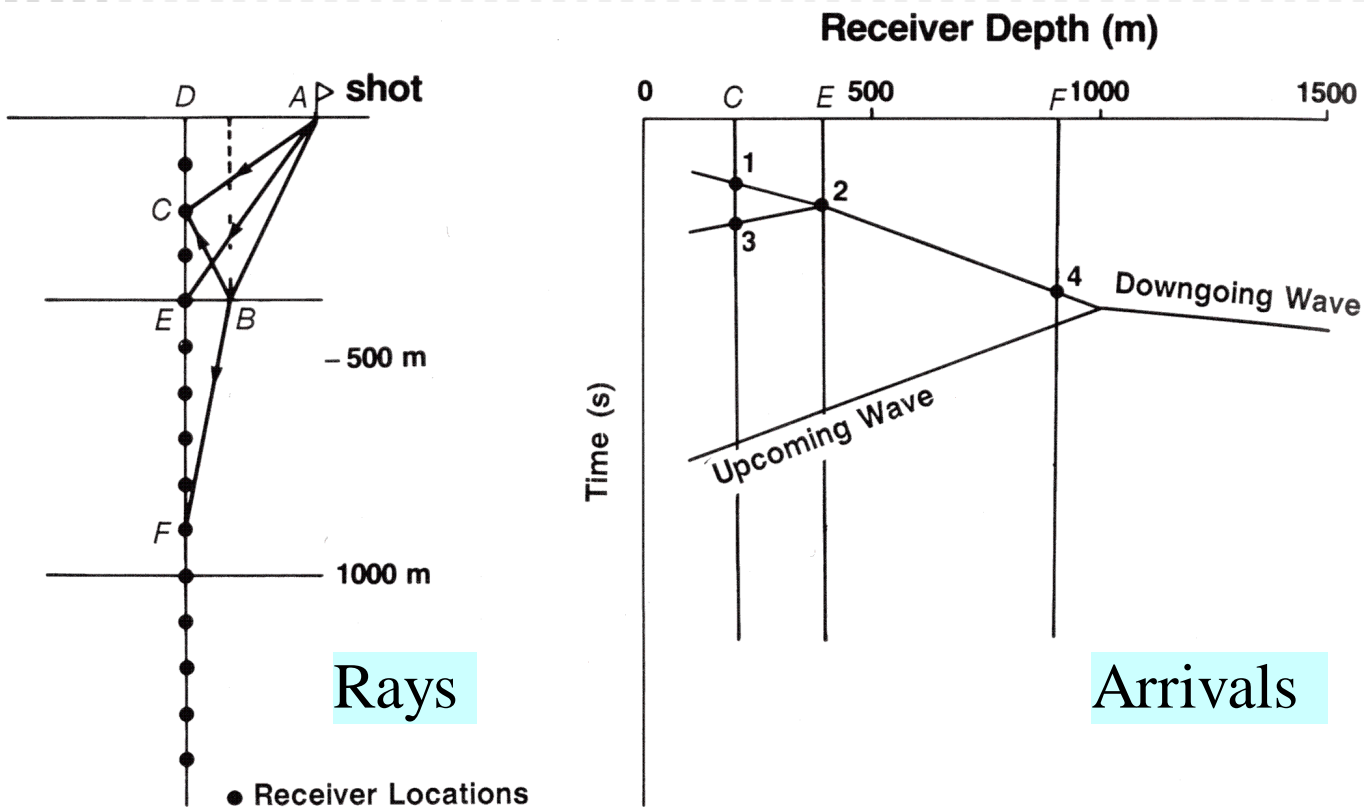 Receiver Depth (m)
D A shot
0 C E 500 F 1000 1500
1
2
3
C
4
Downgoing Wave
E B
– 500 m
Time (s)
Upcoming Wave
F
1000 m
Rays
Arrivals
Receiver Locations